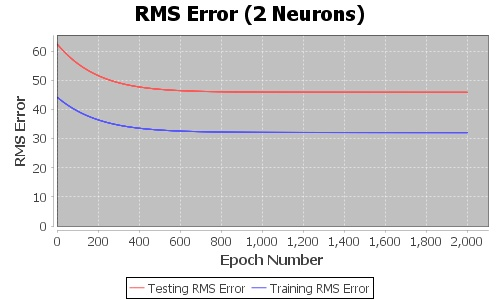 RMS Error (2 Neurons)
RMS Error
60
50
40
30
20
10
0
0 200 400 600 800 1,000 1,200 1,400 1,600 1,800 2,000
Epoch Number
Testing RMS Error Training RMS Error